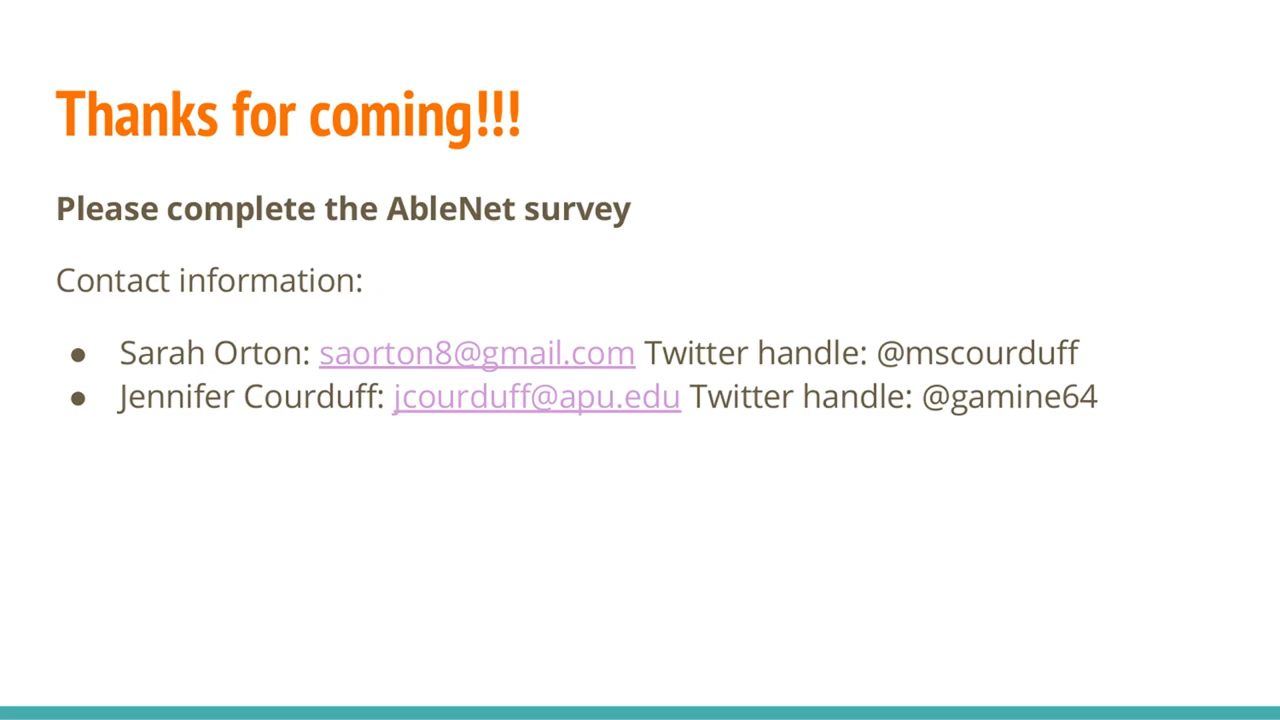 Thanks for coming!!!
Please complete the AbleNet survey
Contact information:
● Sarah Orton: saorton8@gmail.com Twitter handle: @mscourduff
● Jennifer Courduff: jcourduff@apu.edu Twitter handle: @gamine64